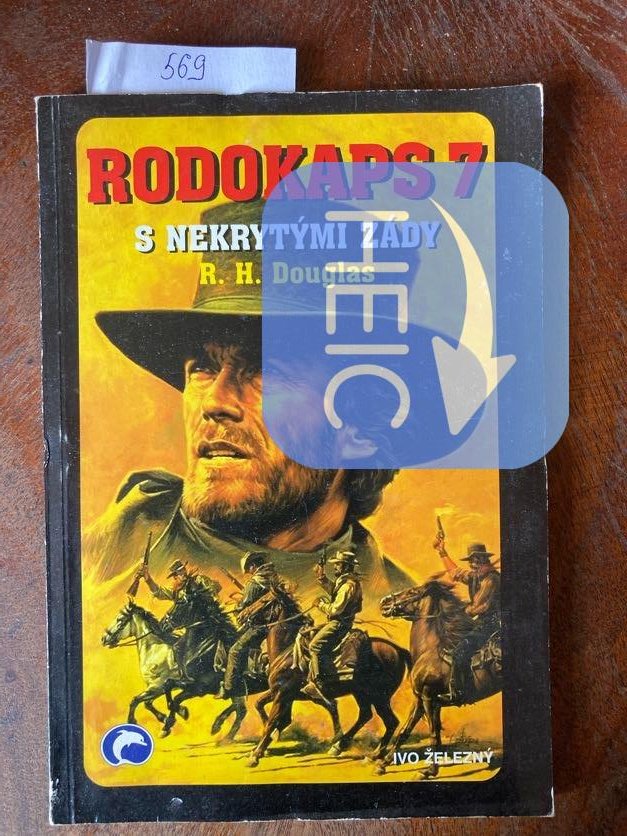 569
RODOKAPS 7
S NEKRYTÝMI ZÁDY
R. H. Douglas
HEIC
IVO ŽELEZNÝ